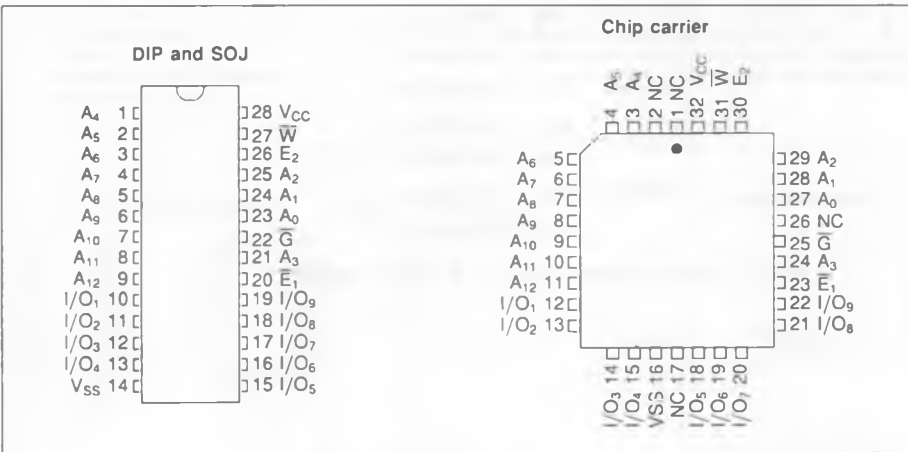 Chip carrier
DIP and SOJ
A4 1
A5 2
A6 3
A7 4
A8 5
A9 6
A10 7
A11 8
A12 9
I/O1 10
I/O2 11
I/O3 12
I/O4 13
VSS 14
28 VCC
27 W̅
26 E2
25 A2
24 A1
23 A0
22 G̅
21 A3
20 E̅1
19 I/O9
18 I/O8
17 I/O7
16 I/O6
15 I/O5
4 A5
3 A4
2 NC
1 NC
32 VCC
31 W̅
30 E2
A6 5
A7 6
A8 7
A9 8
A10 9
A11 10
A12 11
I/O1 12
I/O2 13
29 A2
28 A1
27 A0
26 NC
25 G̅
24 A3
23 E̅1
22 I/O9
21 I/O8
I/O3 14
I/O4 15
VSS 16
NC 17
I/O5 18
I/O6 19
I/O7 20